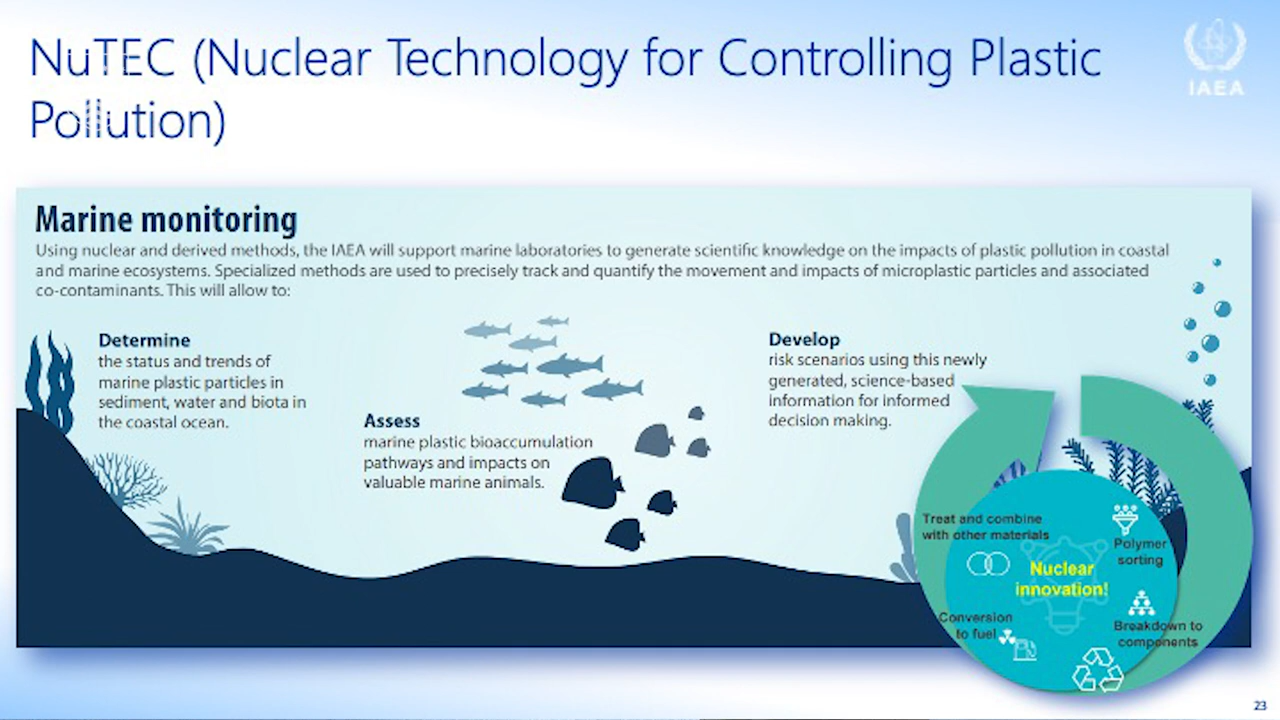 NuTEC (Nuclear Technology for Controlling Plastic
Pollution)
IAEA
Marine monitoring
Using nuclear and derived methods, the IAEA will support marine laboratories to generate scientific knowledge on the impacts of plastic pollution in coastal
and marine ecosystems. Specialized methods are used to precisely track and quantify the movement and impacts of microplastic particles and associated
co-contaminants. This will allow to:
Determine
the status and trends of
marine plastic particles in
sediment, water and biota in
the coastal ocean.
Assess
marine plastic bioaccumulation
pathways and impacts on
valuable marine animals.
Develop
risk scenarios using this newly
generated, science-based
information for informed
decision making.
Treat and combine
with other materials
Polymer
sorting
Nuclear
innovation!
Conversion
to fuel
Breakdown to
components
23